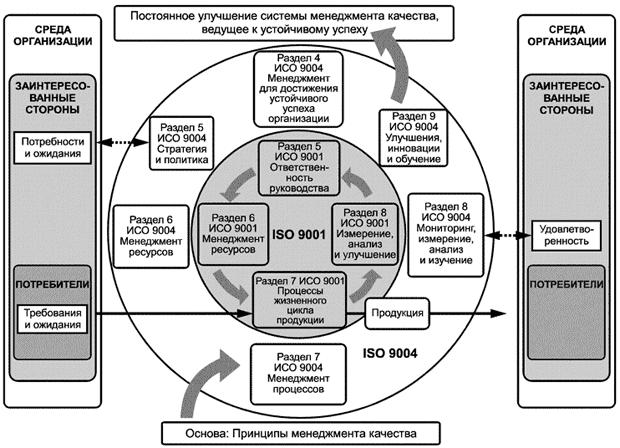 Постоянное улучшение системы менеджмента качества,
ведущее к устойчивому успеху
СРЕДА
ОРГАНИЗАЦИИ
ЗАИНТЕРЕСО-
ВАННЫЕ
СТОРОНЫ
Потребности
и ожидания
ПОТРЕБИТЕЛИ
Требования
и ожидания
Раздел 4
ИСО 9004
Менеджмент
для достижения
устойчивого
успеха
организации
Раздел 5
ИСО 9004
Стратегия
и политика
Раздел 9
ИСО 9004
Улучшения,
инновации
и обучение
Раздел 5
ИСО 9001
Ответствен-
ность
руководства
Раздел 6
ИСО 9004
Менеджмент
ресурсов
Раздел 6
ИСО 9001
Менеджмент
ресурсов
ISO 9001
Раздел 8
ИСО 9001
Измерение,
анализ
и улучшение
Раздел 8
ИСО 9004
Мониторинг,
измерение,
анализ
и изучение
Раздел 7 ИСО 9001
Процессы
жизненного
цикла
продукции
Продукция
ISO 9004
Раздел 7
ИСО 9004
Менеджмент
процессов
СРЕДА
ОРГАНИЗАЦИИ
ЗАИНТЕРЕСО-
ВАННЫЕ
СТОРОНЫ
Удовлетво-
ренность
ПОТРЕБИТЕЛИ
Основа: Принципы менеджмента качества